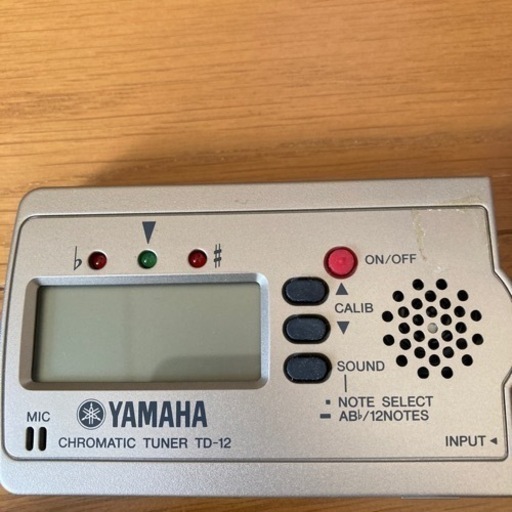 ♭ ▼ ♯
ON/OFF
▲
CALIB
▼
SOUND
▪ NOTE SELECT
▬ AB♭/12NOTES
MIC
YAMAHA
CHROMATIC TUNER TD-12
INPUT ◄